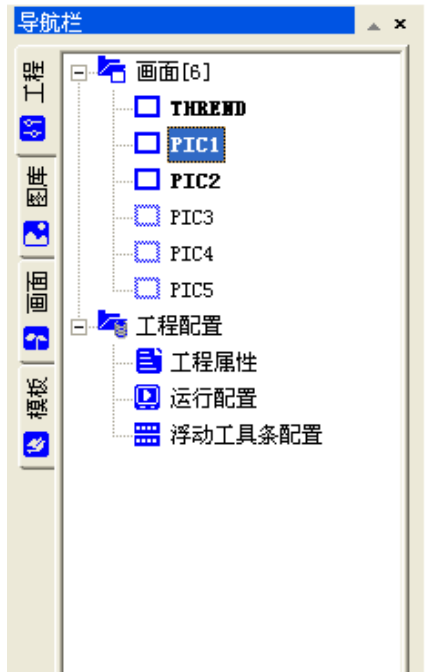 导航栏
工程
图库
画面
模板
画面[6]
THREND
PIC1
PIC2
PIC3
PIC4
PIC5
工程配置
工程属性
运行配置
浮动工具条配置